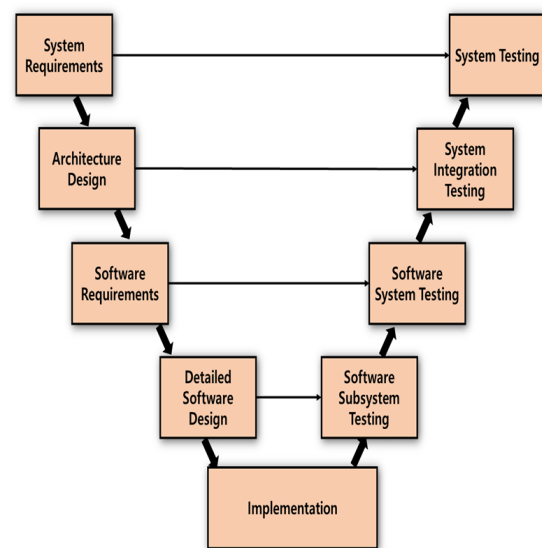 System
Requirements
System Testing
Architecture
Design
System
Integration
Testing
Software
Requirements
Software
System Testing
Detailed
Software
Design
Software
Subsystem
Testing
Implementation